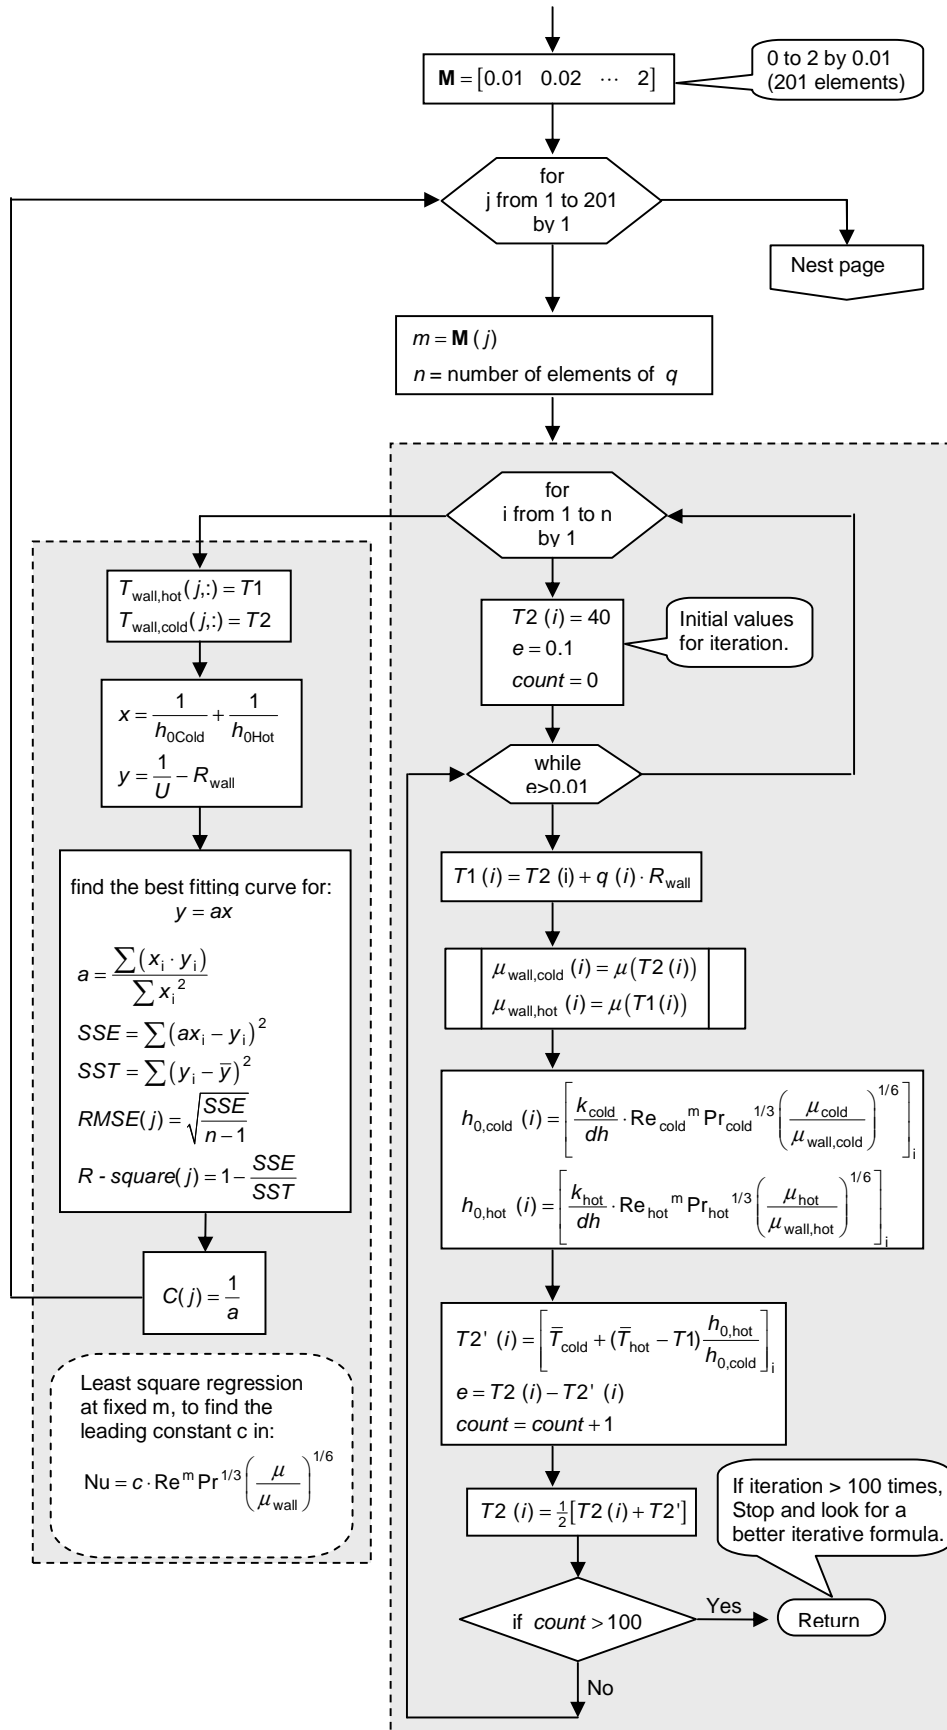 M = [0.01 0.02 ⋯ 2]
0 to 2 by 0.01
(201 elements)
for
j from 1 to 201
by 1
Nest page
m = M (j)
n = number of elements of q
for
i from 1 to n
by 1
T2 (i) = 40
e = 0.1
count = 0
Initial values
for iteration.
while
e>0.01
T1 (i) = T2 (i) + q (i) · R_wall
μ_wall,cold (i) = μ(T2(i))
μ_wall,hot (i) = μ(T1(i))
h_0,cold (i) = [k_cold/dh · Re_cold^m Pr_cold^1/3 (μ_cold/μ_wall,cold)^1/6]_i
h_0,hot (i) = [k_hot/dh · Re_hot^m Pr_hot^1/3 (μ_hot/μ_wall,hot)^1/6]_i
T2' (i) = [T̅_cold + (T̅_hot − T1) h_0,hot/h_0,cold]_i
e = T2 (i) − T2' (i)
count = count + 1
T2 (i) = ½[T2 (i) + T2']
If iteration > 100 times,
Stop and look for a
better iterative formula.
if count > 100
Yes
Return
No
T_wall,hot(j,:) = T1
T_wall,cold(j,:) = T2
x = 1/h_0Cold + 1/h_0Hot
y = 1/U − R_wall
find the best fitting curve for:
y = ax
a = ∑(x_i · y_i)/∑x_i^2
SSE = ∑(ax_i − y_i)^2
SST = ∑(y_i − y̅)^2
RMSE(j) = √(SSE/n − 1)
R - square(j) = 1 − SSE/SST
C(j) = 1/a
Least square regression
at fixed m, to find the
leading constant c in:
Nu = c · Re^m Pr^1/3 (μ/μ_wall)^1/6